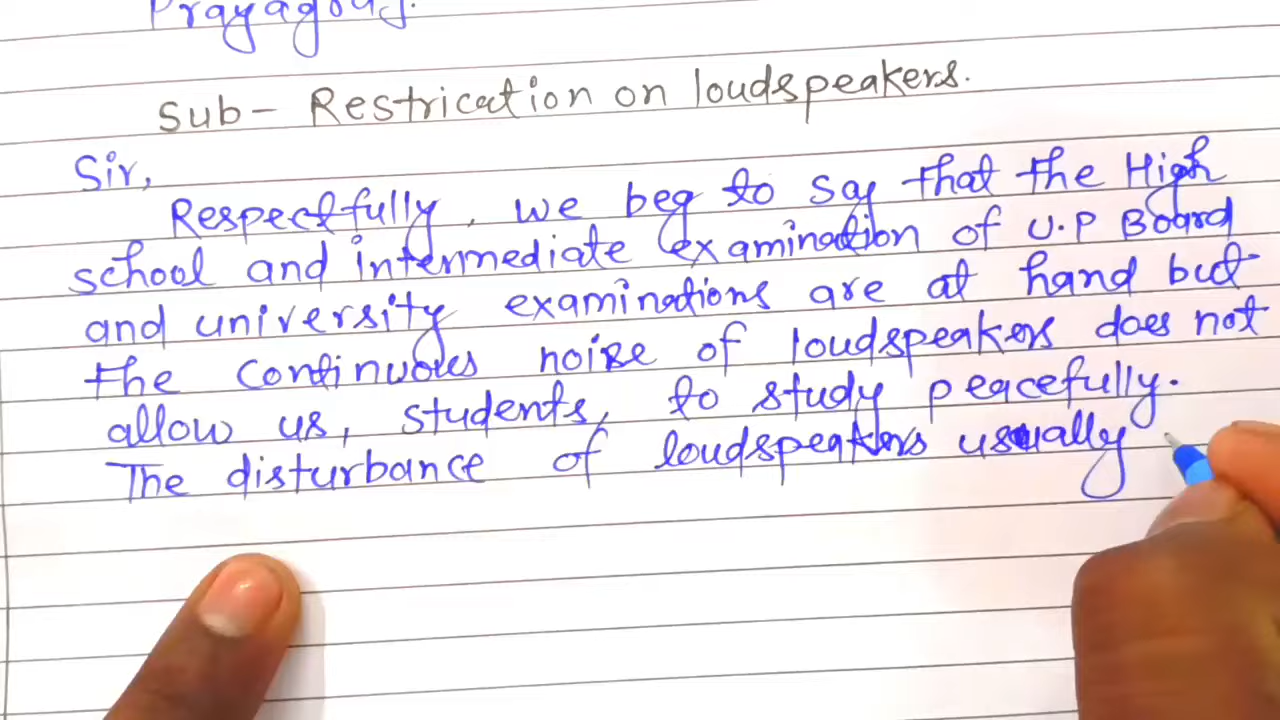 Prayagraj.
Sub- Restrication on loudspeakers.
Sir,
Respectfully, we beg to say that the High
school and intermediate examination of U.P Board
and university examinations are at hand but
the continuous noise of loudspeakers does not
allow us, students, to study peacefully.
The disturbance of loudspeakers usually